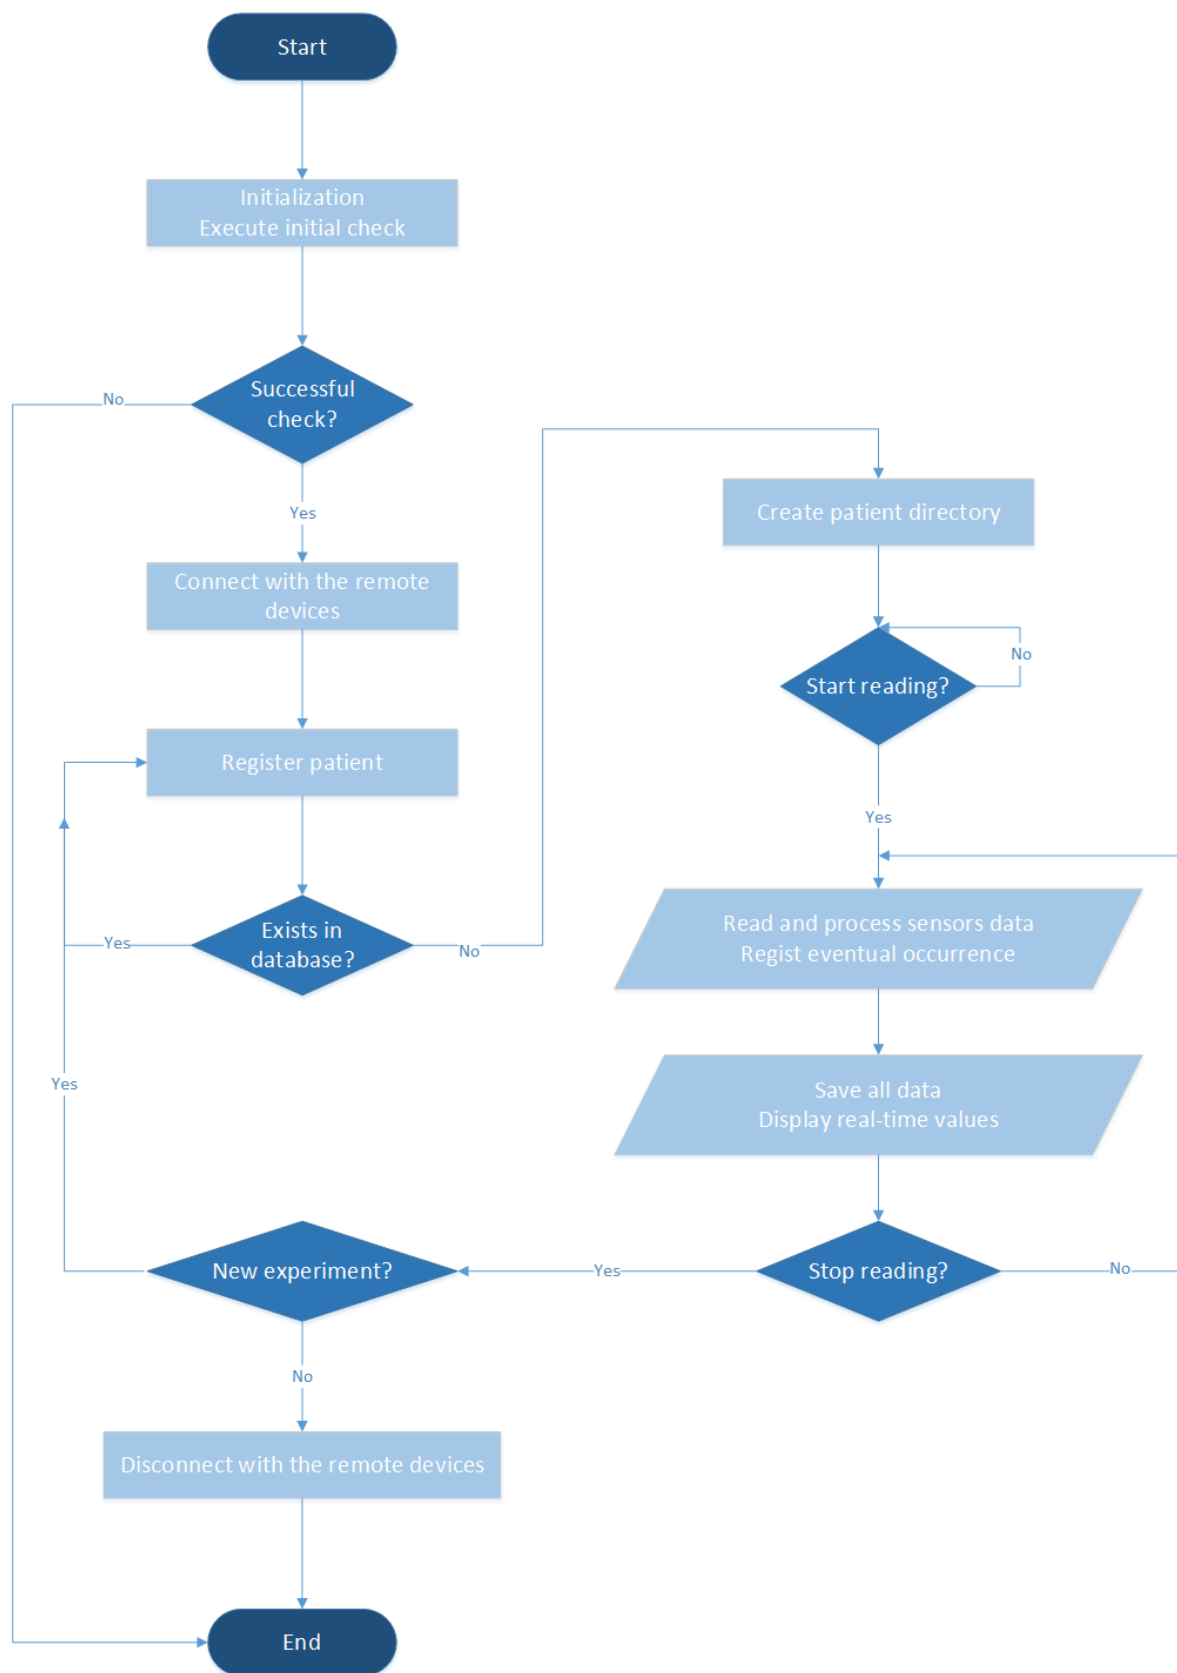 Start
Initialization
Execute initial check
Successful
check?
No
Yes
Connect with the remote
devices
Register patient
Exists in
database?
Yes
No
Create patient directory
Start reading?
No
Yes
Read and process sensors data
Regist eventual occurrence
Save all data
Display real-time values
Stop reading?
No
Yes
New experiment?
Yes
No
Disconnect with the remote devices
End